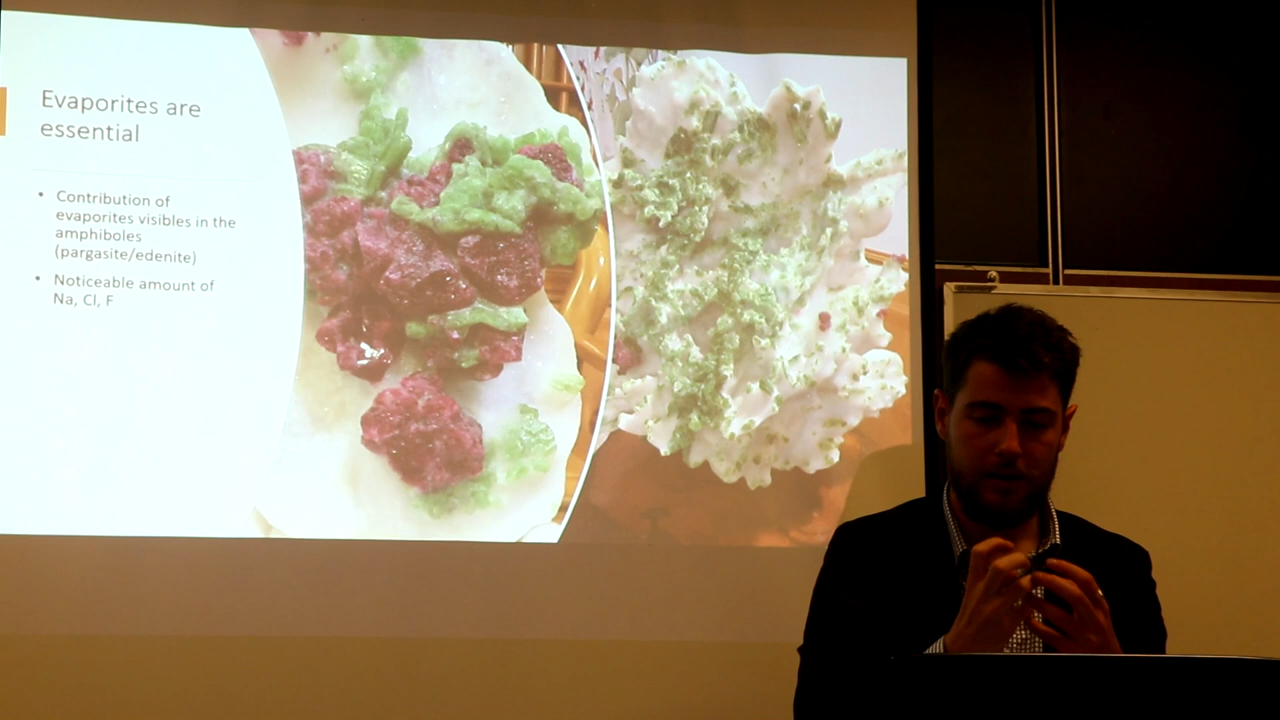 Evaporites are
essential
• Contribution of
evaporites visibles in the
amphiboles
(pargasite/edenite)
• Noticeable amount of
Na, Cl, F